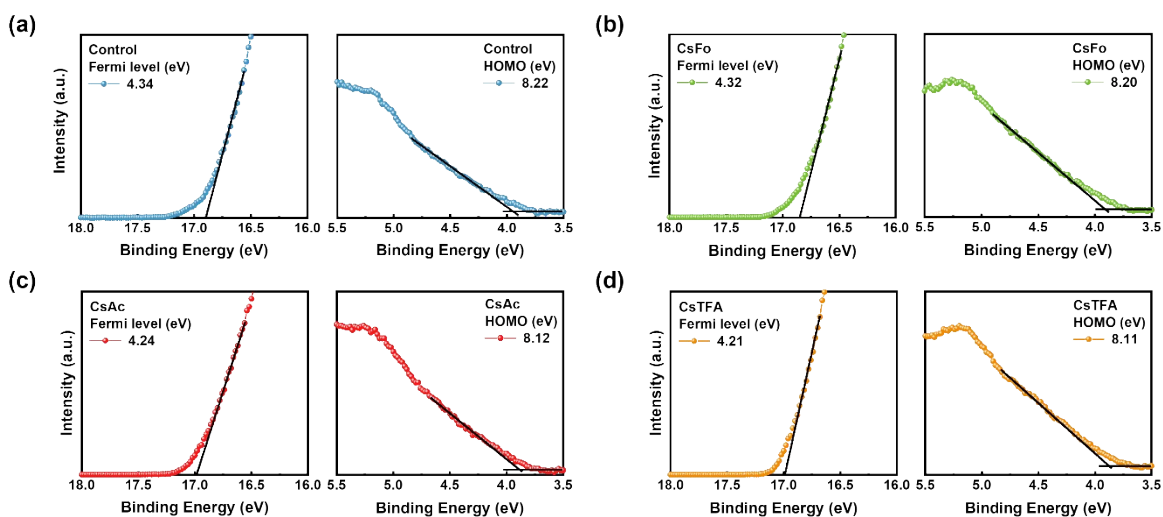 (a)
Control
Fermi level (eV)
4.34
Intensity (a.u.)
18.0 17.5 17.0 16.5 16.0
Binding Energy (eV)
Control
HOMO (eV)
8.22
5.5 5.0 4.5 4.0 3.5
Binding Energy (eV)
(b)
CsFo
Fermi level (eV)
4.32
Intensity (a.u.)
18.0 17.5 17.0 16.5 16.0
Binding Energy (eV)
CsFo
HOMO (eV)
8.20
5.5 5.0 4.5 4.0 3.5
Binding Energy (eV)
(c)
CsAc
Fermi level (eV)
4.24
Intensity (a.u.)
18.0 17.5 17.0 16.5 16.0
Binding Energy (eV)
CsAc
HOMO (eV)
8.12
5.5 5.0 4.5 4.0 3.5
Binding Energy (eV)
(d)
CsTFA
Fermi level (eV)
4.21
Intensity (a.u.)
18.0 17.5 17.0 16.5 16.0
Binding Energy (eV)
CsTFA
HOMO (eV)
8.11
5.5 5.0 4.5 4.0 3.5
Binding Energy (eV)